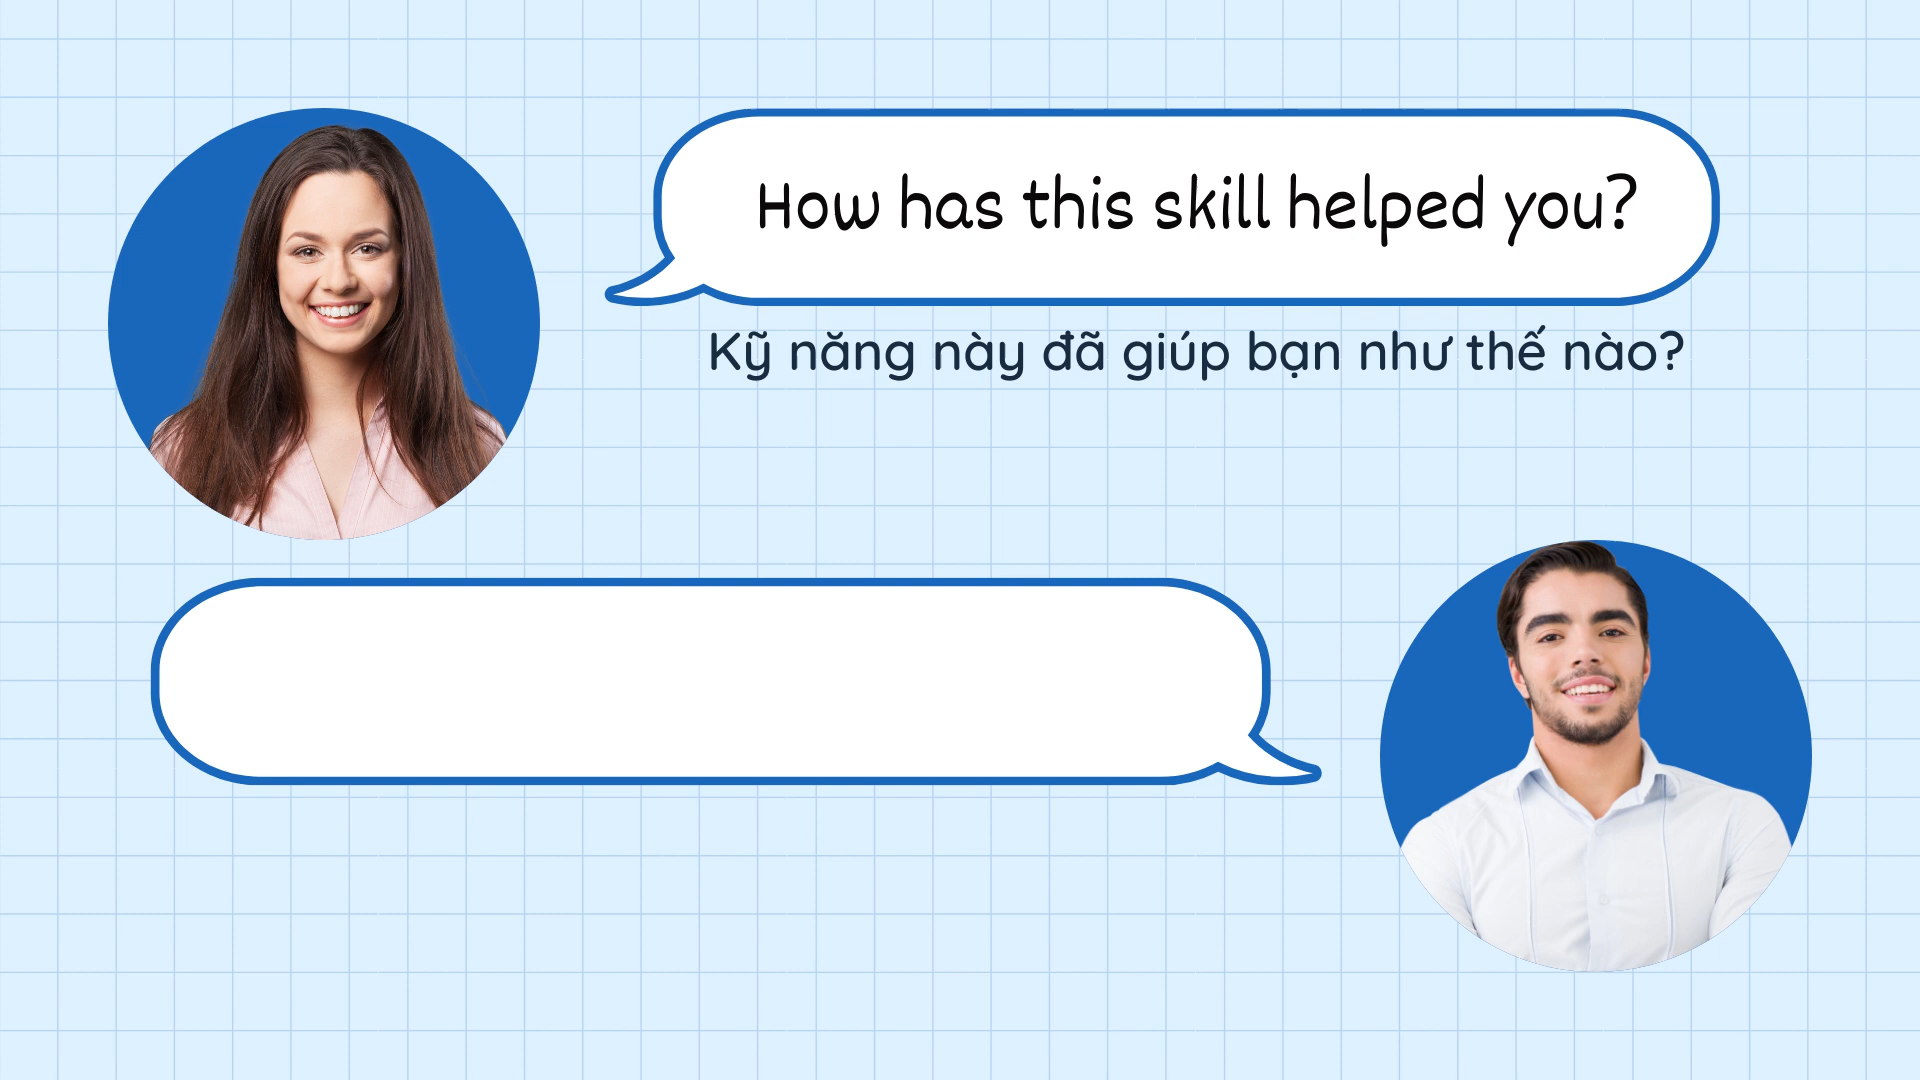 How has this skill helped you?
Kỹ năng này đã giúp bạn như thế nào?